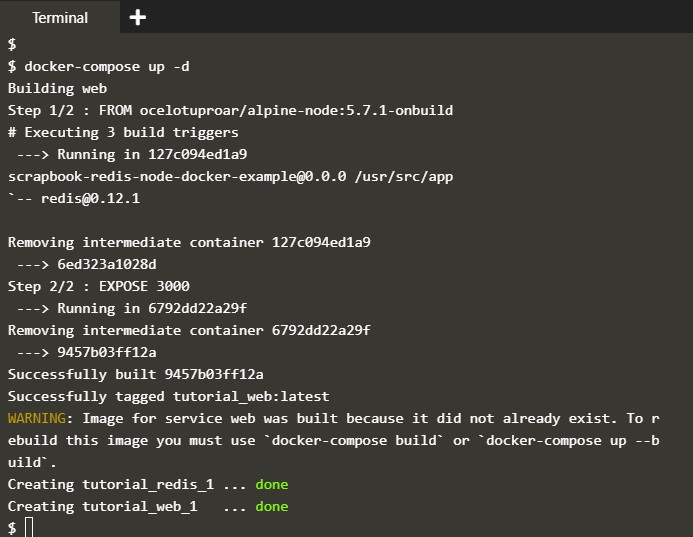 Terminal +
$
$ docker-compose up -d
Building web
Step 1/2 : FROM ocelotuproar/alpine-node:5.7.1-onbuild
# Executing 3 build triggers
 ---> Running in 127c094ed1a9
scrapbook-redis-node-docker-example@0.0.0 /usr/src/app
`-- redis@0.12.1

Removing intermediate container 127c094ed1a9
 ---> 6ed323a1028d
Step 2/2 : EXPOSE 3000
 ---> Running in 6792dd22a29f
Removing intermediate container 6792dd22a29f
 ---> 9457b03ff12a
Successfully built 9457b03ff12a
Successfully tagged tutorial_web:latest
WARNING: Image for service web was built because it did not already exist. To r
ebuild this image you must use `docker-compose build` or `docker-compose up --b
uild`.
Creating tutorial_redis_1 ... done
Creating tutorial_web_1   ... done
$